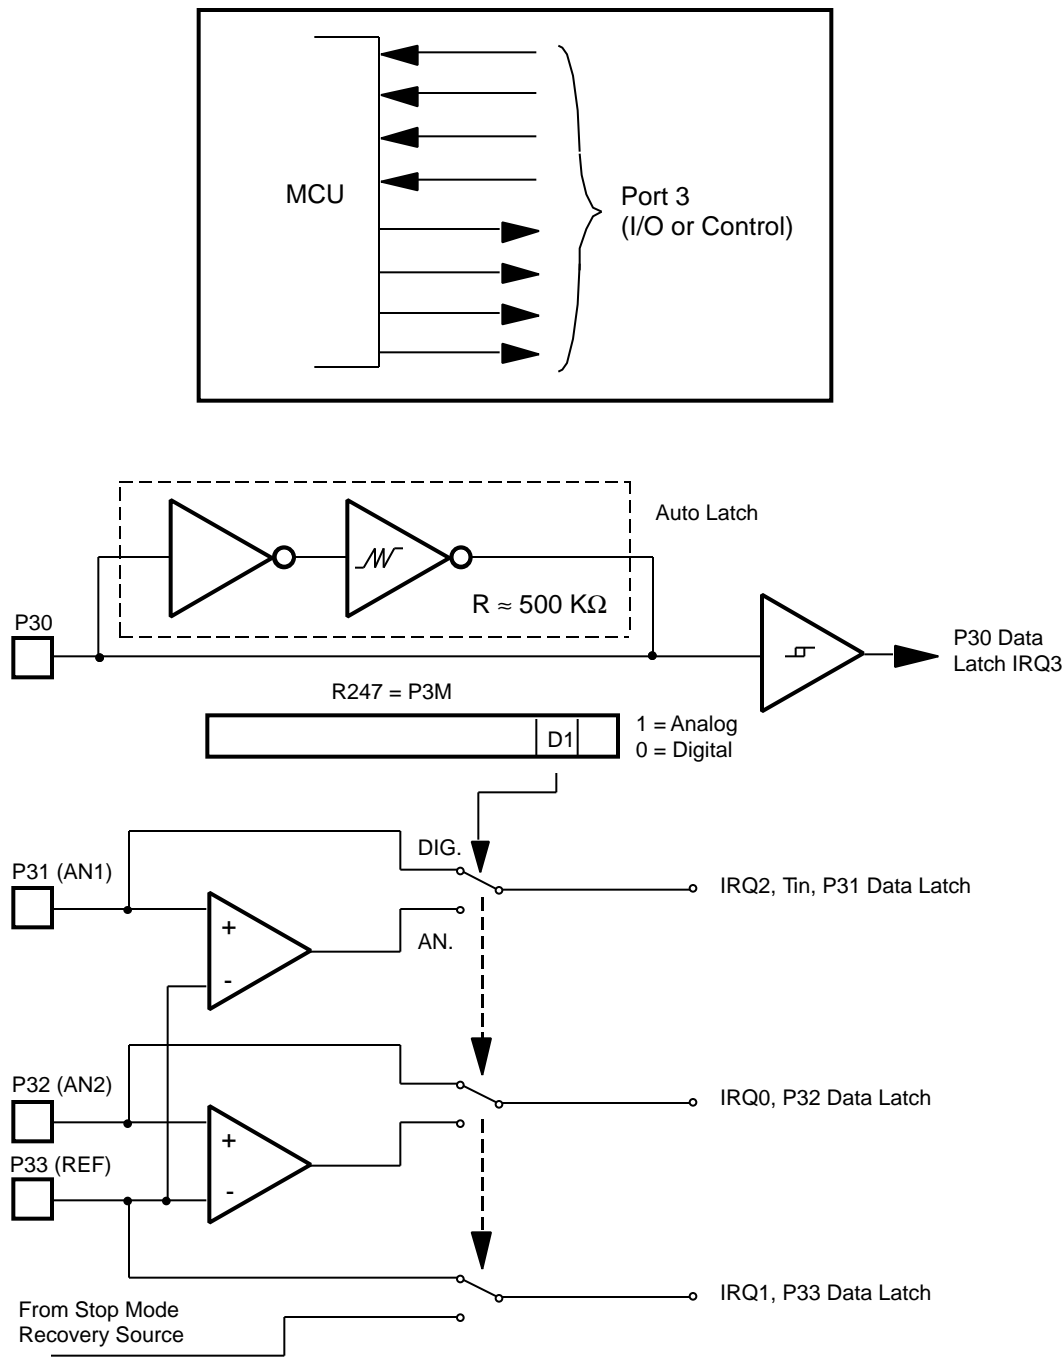 MCU
Port 3
(I/O or Control)
Auto Latch
R ≈ 500 KΩ
P30
P30 Data
Latch IRQ3
R247 = P3M
D1
1 = Analog
0 = Digital
DIG.
P31 (AN1)
IRQ2, Tin, P31 Data Latch
+
AN.
-
P32 (AN2)
IRQ0, P32 Data Latch
+
P33 (REF)
-
IRQ1, P33 Data Latch
From Stop Mode
Recovery Source